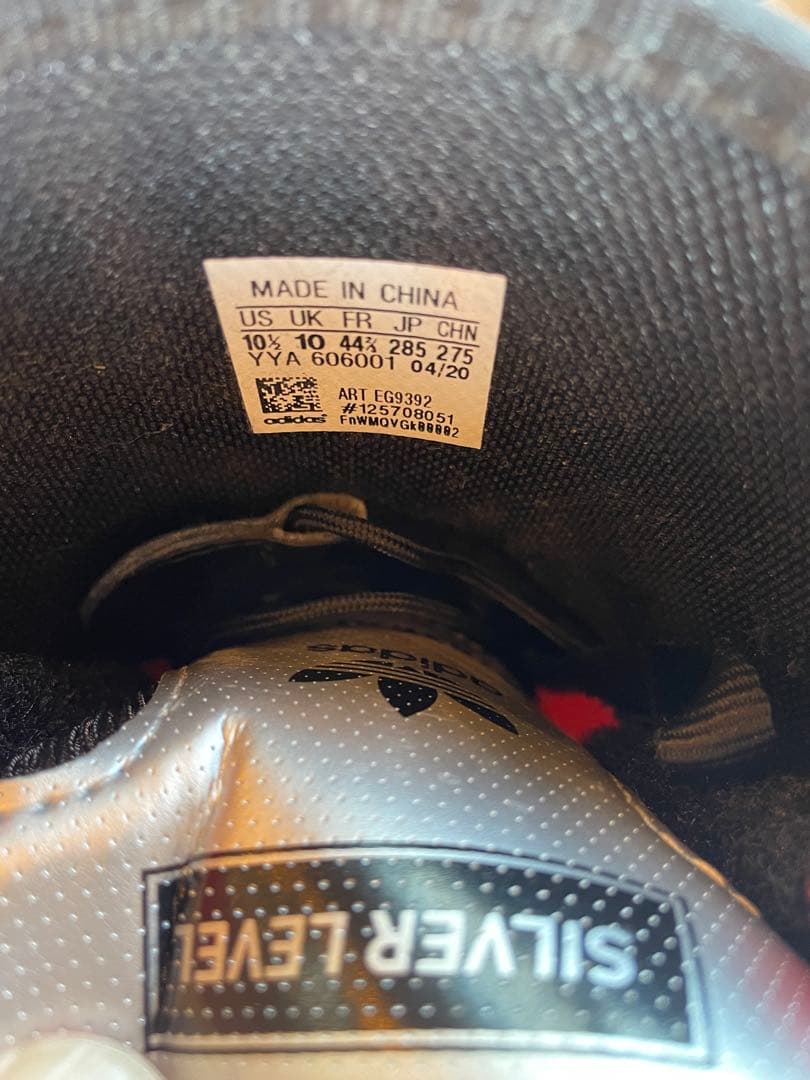 MADE IN CHINA
US UK FR JP CHN
10½ 10 44⅔ 285 275
YYA 606001 04/20
ART EG9392
#125708051
adidas
adidas
SILVER LEVEL